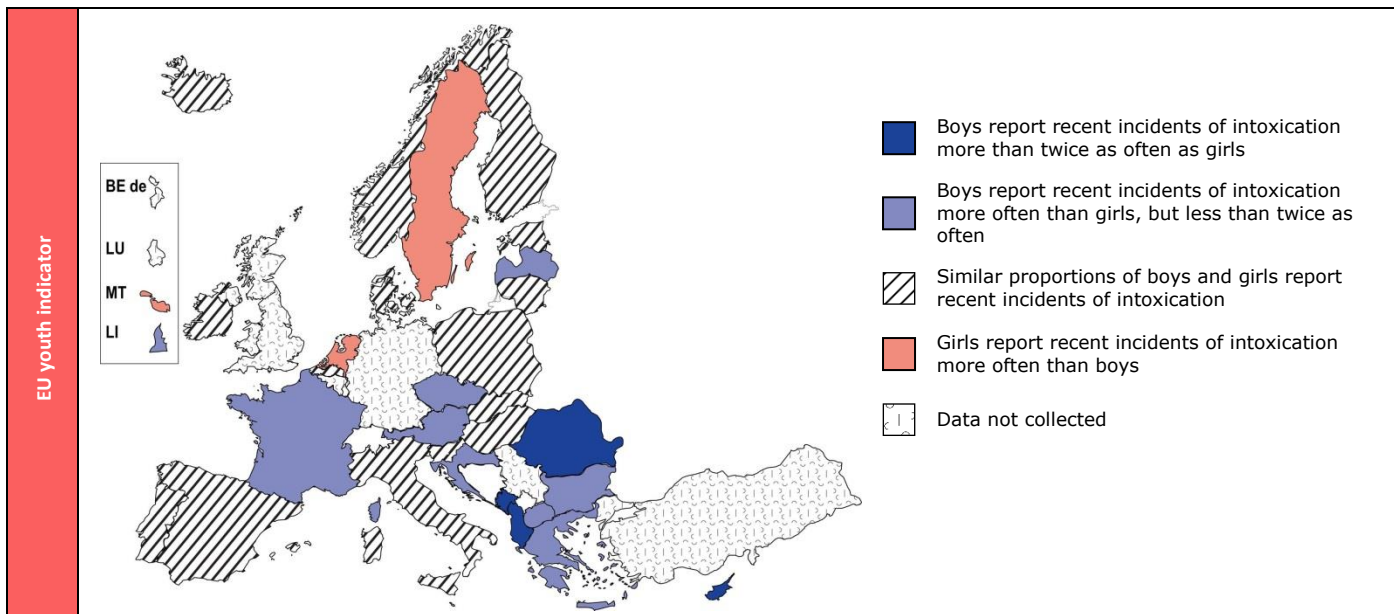 EU youth indicator
BE de
LU
MT
LI
Boys report recent incidents of intoxication
more than twice as often as girls
Boys report recent incidents of intoxication
more often than girls, but less than twice as
often
Similar proportions of boys and girls report
recent incidents of intoxication
Girls report recent incidents of intoxication
more often than boys
Data not collected